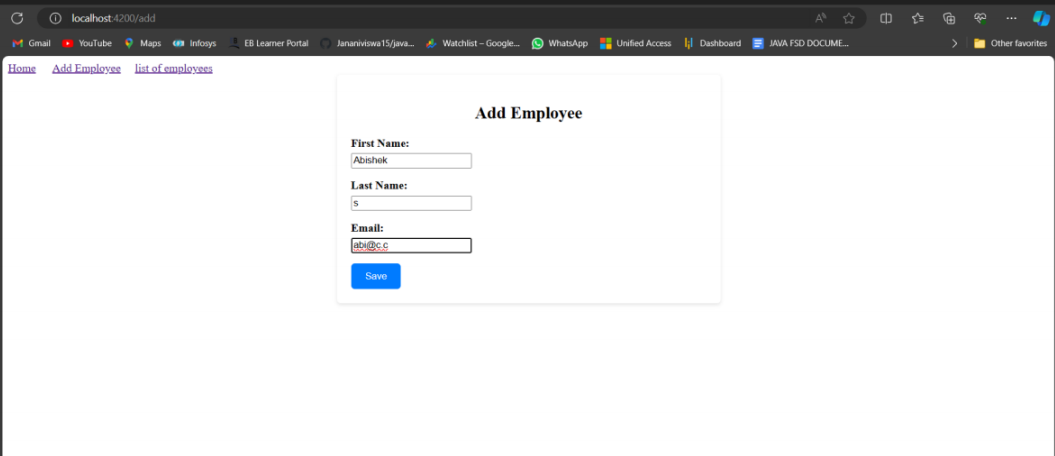 localhost:4200/add
Gmail YouTube Maps Infosys EB Learner Portal Jananiviswa15/java... Watchlist – Google... WhatsApp Unified Access Dashboard JAVA FSD DOCUME... Other favorites
Home Add Employee list of employees
Add Employee
First Name:
Abishek
Last Name:
s
Email:
abi@c.c
Save